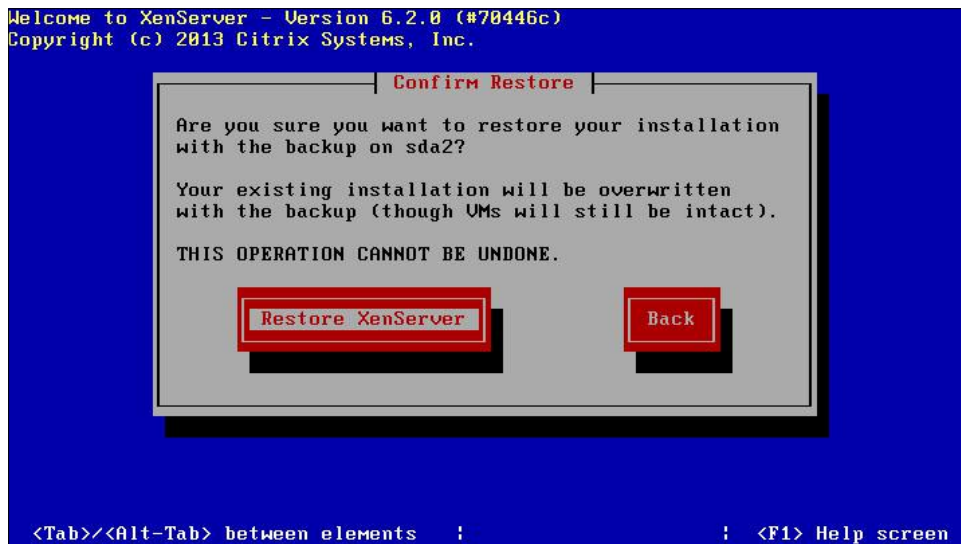 Welcome to XenServer - Version 6.2.0 (#70446c)
Copyright (c) 2013 Citrix Systems, Inc.
Confirm Restore
Are you sure you want to restore your installation
with the backup on sda2?
Your existing installation will be overwritten
with the backup (though VMs will still be intact).
THIS OPERATION CANNOT BE UNDONE.
Restore XenServer Back
<Tab>/<Alt-Tab> between elements | | <F1> Help screen